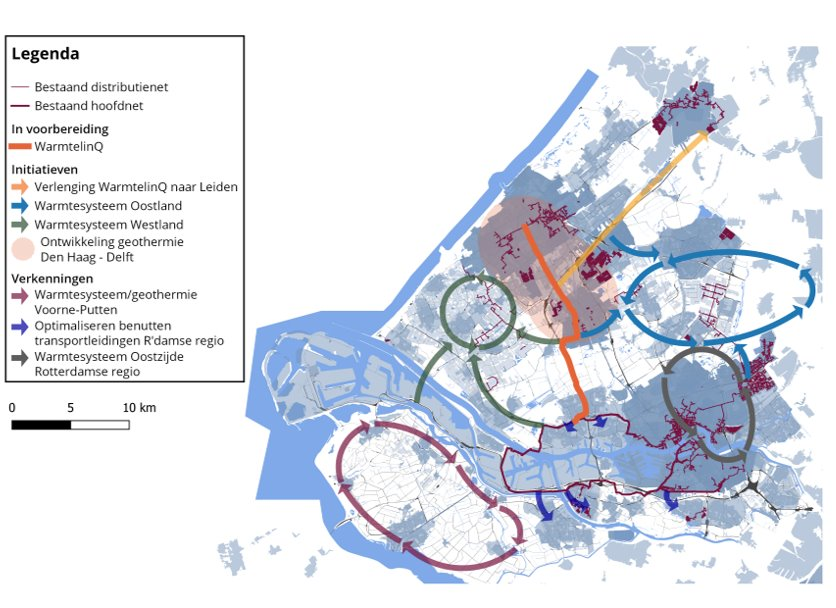 Legenda
Bestaand distributienet
Bestaand hoofdnet
In voorbereiding
WarmtelinQ
Initiatieven
Verlenging WarmtelinQ naar Leiden
Warmtesysteem Oostland
Warmtesysteem Westland
Ontwikkeling geothermie
Den Haag - Delft
Verkenningen
Warmtesysteem/geothermie
Voorne-Putten
Optimaliseren benutten
transportleidingen R'damse regio
Warmtesysteem Oostzijde
Rotterdamse regio
0 5 10 km